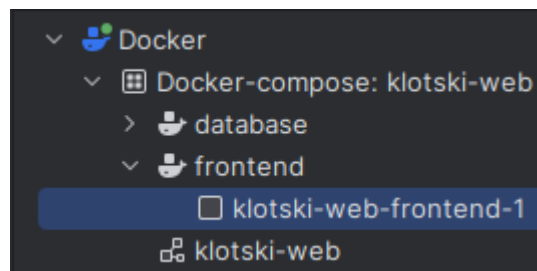 Docker
Docker-compose: klotski-web
database
frontend
klotski-web-frontend-1
klotski-web